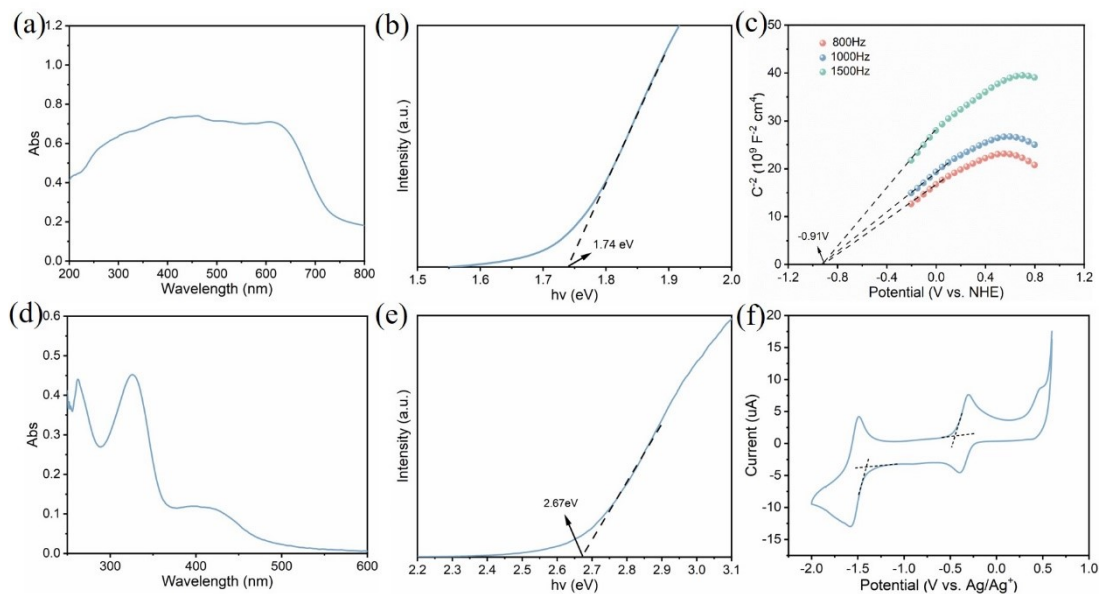 (a)
1.2
1.0
0.8
0.6
0.4
0.2
0.0
Abs
200 300 400 500 600 700 800
Wavelength (nm)
(b)
Intensity (a.u.)
1.74 eV
1.5 1.6 1.7 1.8 1.9 2.0
hv (eV)
(c)
800Hz
1000Hz
1500Hz
50
40
30
20
10
0
C⁻² (10⁹ F⁻² cm⁴)
-0.91V
-1.2 -0.8 -0.4 0.0 0.4 0.8 1.2
Potential (V vs. NHE)
(d)
0.6
0.5
0.4
0.3
0.2
0.1
0.0
Abs
300 400 500 600
Wavelength (nm)
(e)
Intensity (a.u.)
2.67eV
2.2 2.3 2.4 2.5 2.6 2.7 2.8 2.9 3.0 3.1
hv (eV)
(f)
20
15
10
5
0
-5
-10
-15
Current (uA)
-2.0 -1.5 -1.0 -0.5 0.0 0.5 1.0
Potential (V vs. Ag/Ag⁺)